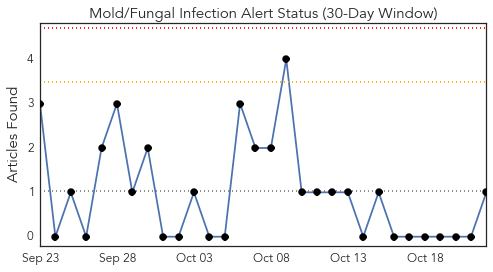 Mold/Fungal Infection Alert Status (30-Day Window)
Articles Found
4
3
2
1
0
Sep 23 Sep 28 Oct 03 Oct 08 Oct 13 Oct 18